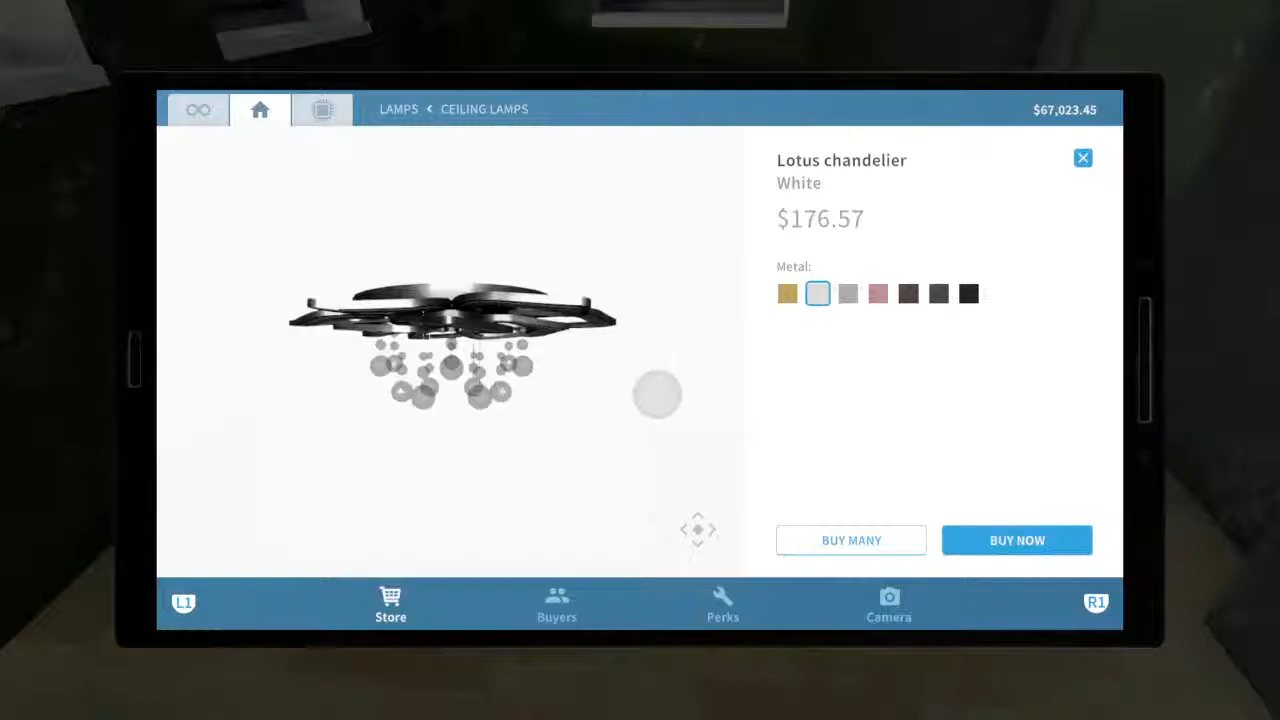 LAMPS < CEILING LAMPS
$67,023.45
Lotus chandelier
White
$176.57
Metal:
BUY MANY
BUY NOW
L1
Store
Buyers
Perks
Camera
R1